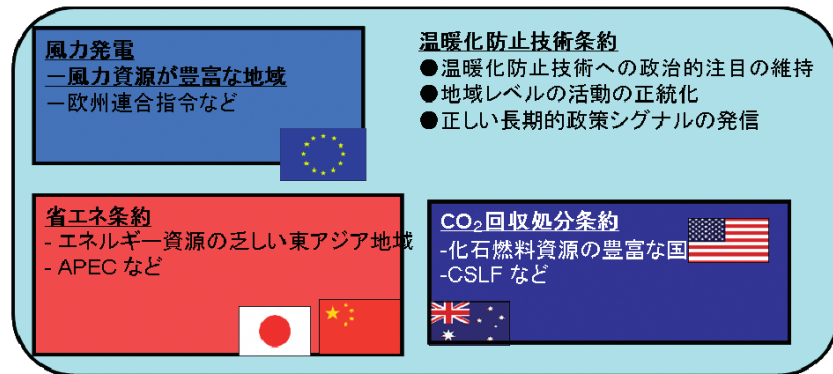 風力発電
－風力資源が豊富な地域
－欧州連合指令など
温暖化防止技術条約
●温暖化防止技術への政治的注目の維持
●地域レベルの活動の正統化
●正しい長期的政策シグナルの発信
省エネ条約
- エネルギー資源の乏しい東アジア地域
- APEC など
CO₂回収処分条約
-化石燃料資源の豊富な国
-CSLF など